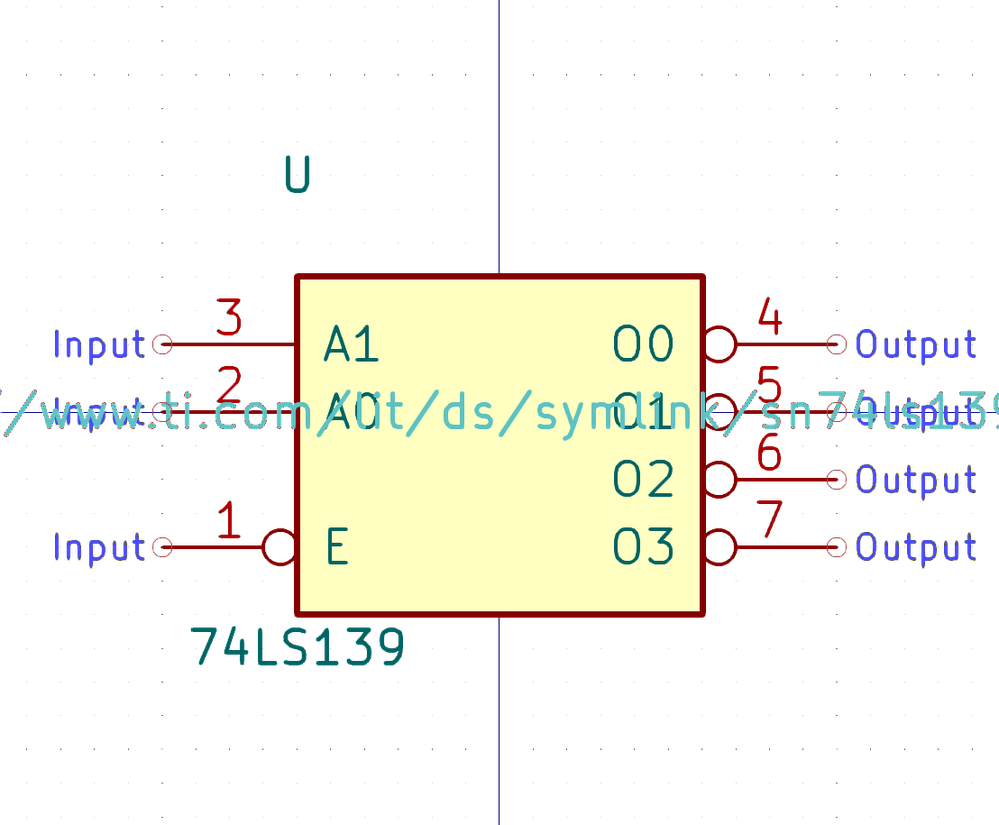 U
3 4
Input A1 O0 Output
2 5
Input A0 O1 Output
//www.ti.com/lit/ds/symlink/sn74ls139
6
O2 Output
1 7
Input E O3 Output
74LS139